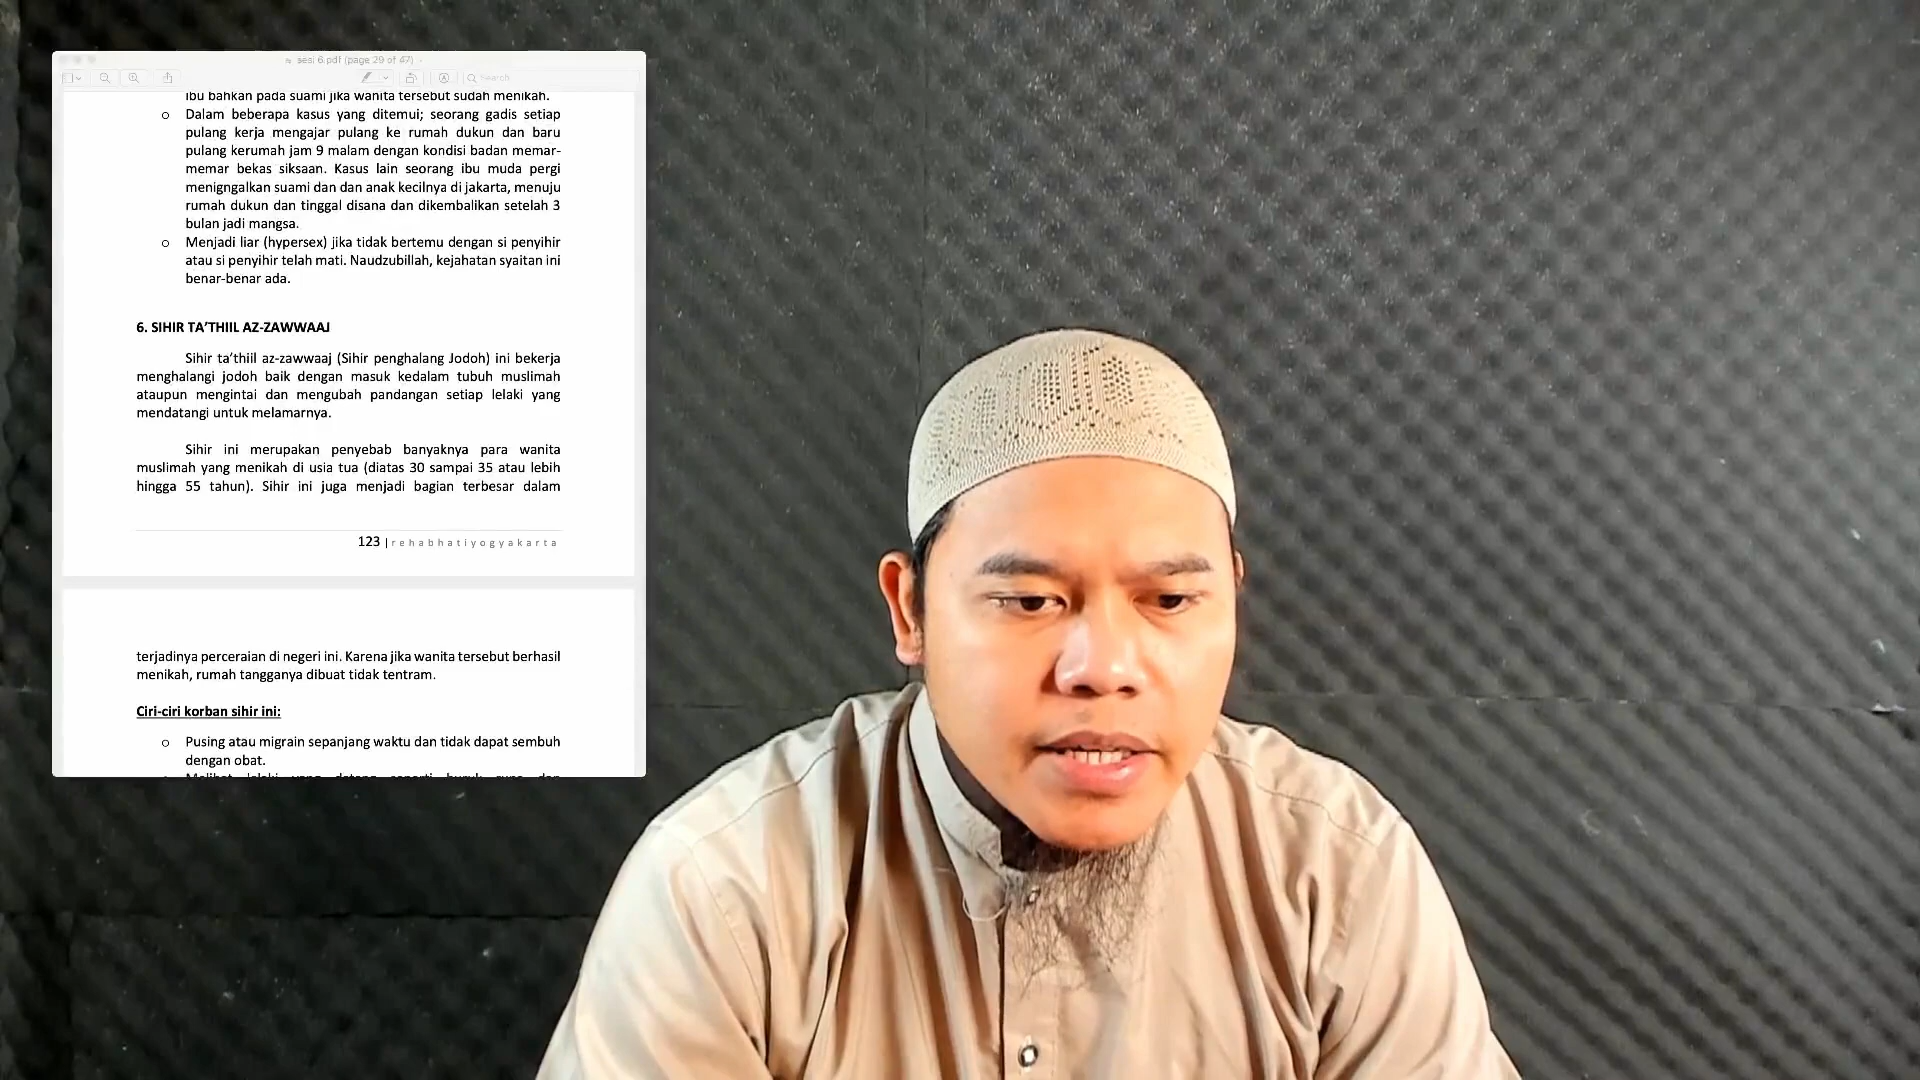 sesi 6.pdf (page 29 of 47)
Search
ibu bahkan pada suami jika wanita tersebut sudah menikah.
o Dalam beberapa kasus yang ditemui; seorang gadis setiap
pulang kerja mengajar pulang ke rumah dukun dan baru
pulang kerumah jam 9 malam dengan kondisi badan memar-
memar bekas siksaan. Kasus lain seorang ibu muda pergi
menigngalkan suami dan dan anak kecilnya di jakarta, menuju
rumah dukun dan tinggal disana dan dikembalikan setelah 3
bulan jadi mangsa.
o Menjadi liar (hypersex) jika tidak bertemu dengan si penyihir
atau si penyihir telah mati. Naudzubillah, kejahatan syaitan ini
benar-benar ada.
6. SIHIR TA’THIIL AZ-ZAWWAAJ
Sihir ta’thiil az-zawwaaj (Sihir penghalang Jodoh) ini bekerja
menghalangi jodoh baik dengan masuk kedalam tubuh muslimah
ataupun mengintai dan mengubah pandangan setiap lelaki yang
mendatangi untuk melamarnya.
Sihir ini merupakan penyebab banyaknya para wanita
muslimah yang menikah di usia tua (diatas 30 sampai 35 atau lebih
hingga 55 tahun). Sihir ini juga menjadi bagian terbesar dalam
123 | rehabhatiyogyakarta
terjadinya perceraian di negeri ini. Karena jika wanita tersebut berhasil
menikah, rumah tangganya dibuat tidak tentram.
Ciri-ciri korban sihir ini:
o Pusing atau migrain sepanjang waktu dan tidak dapat sembuh
dengan obat.